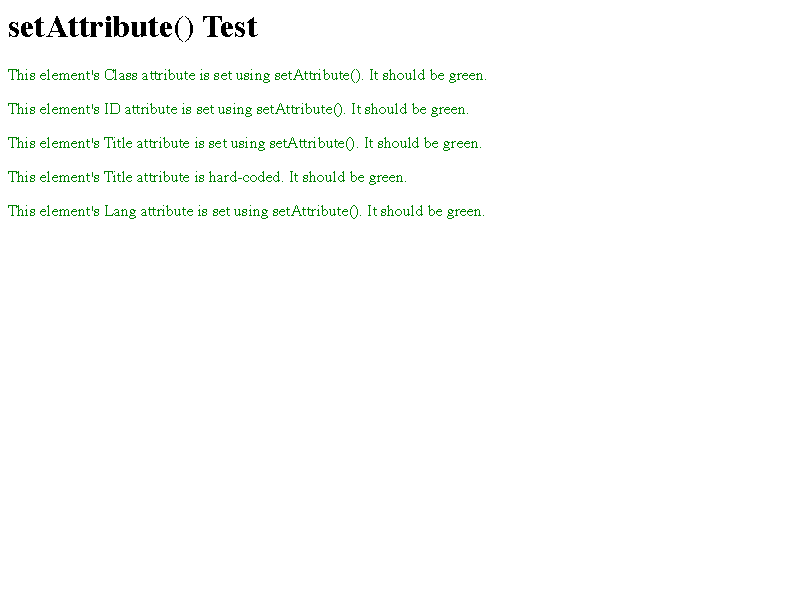 setAttribute() Test
This element's Class attribute is set using setAttribute(). It should be green.
This element's ID attribute is set using setAttribute(). It should be green.
This element's Title attribute is set using setAttribute(). It should be green.
This element's Title attribute is hard-coded. It should be green.
This element's Lang attribute is set using setAttribute(). It should be green.